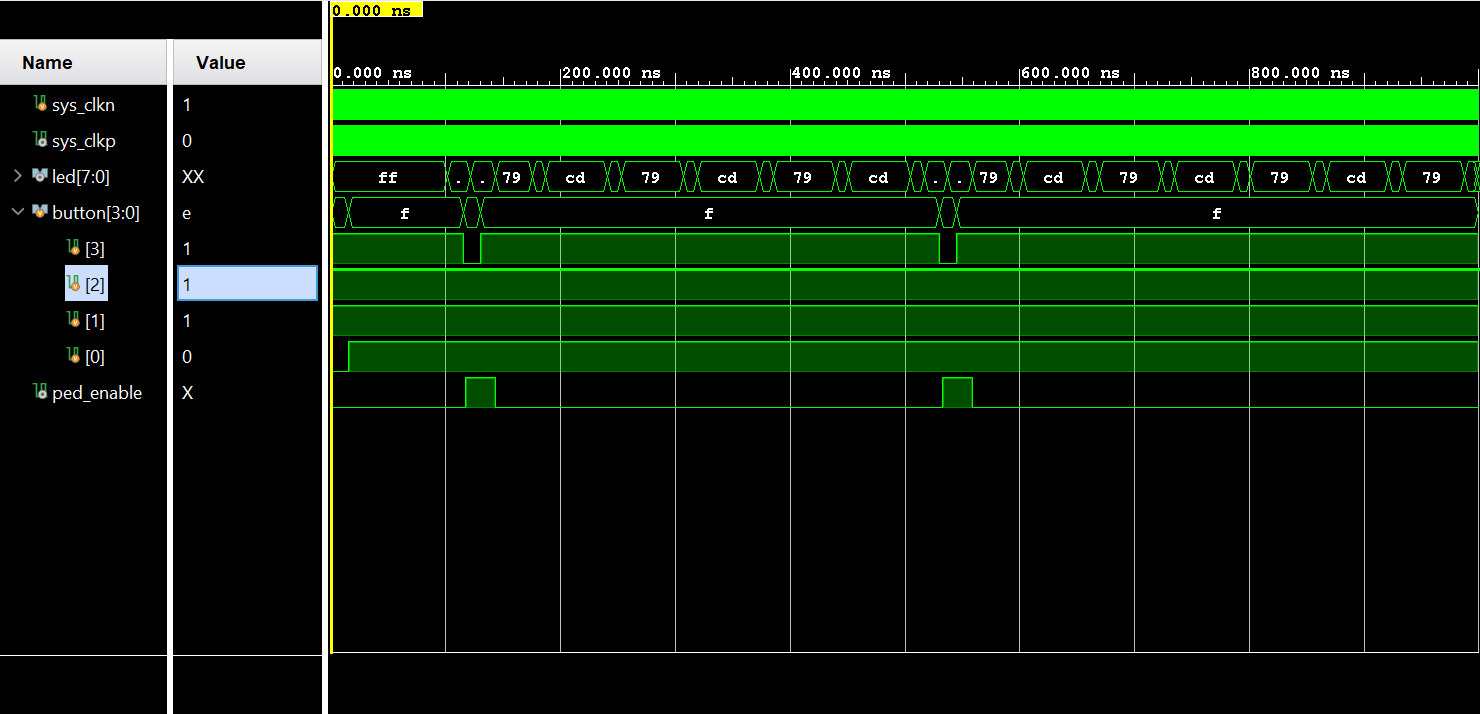 0.000 ns
Name Value
0.000 ns 200.000 ns 400.000 ns 600.000 ns 800.000 ns
sys_clkn 1
sys_clkp 0
led[7:0] XX ff . . 79 cd 79 cd 79 cd . . 79 cd 79 cd 79 cd 79
button[3:0] e f f f
[3] 1
[2] 1
[1] 1
[0] 0
ped_enable X